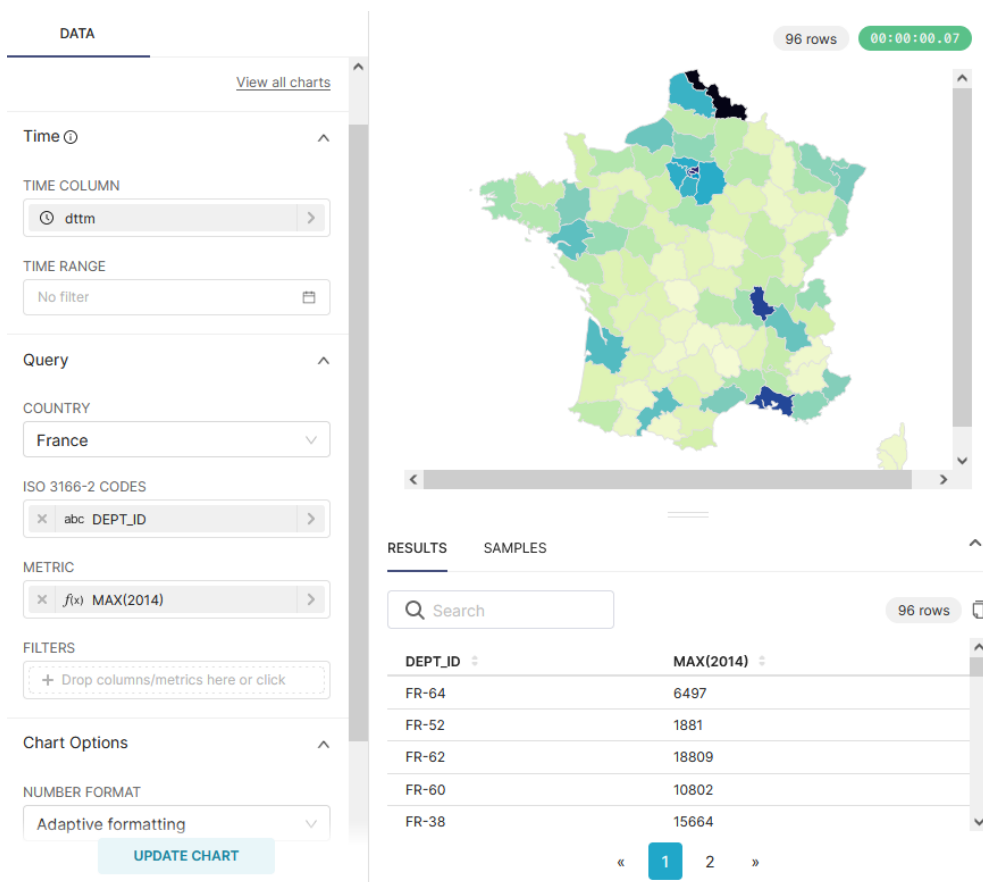 DATA
View all charts
Time
TIME COLUMN
dttm
TIME RANGE
No filter
Query
COUNTRY
France
ISO 3166-2 CODES
abc DEPT_ID
METRIC
f(x) MAX(2014)
FILTERS
+ Drop columns/metrics here or click
Chart Options
NUMBER FORMAT
Adaptive formatting
UPDATE CHART
96 rows 00:00:00.07
RESULTS SAMPLES
Search
96 rows
DEPT_ID MAX(2014)
FR-64 6497
FR-52 1881
FR-62 18809
FR-60 10802
FR-38 15664
« 1 2 »